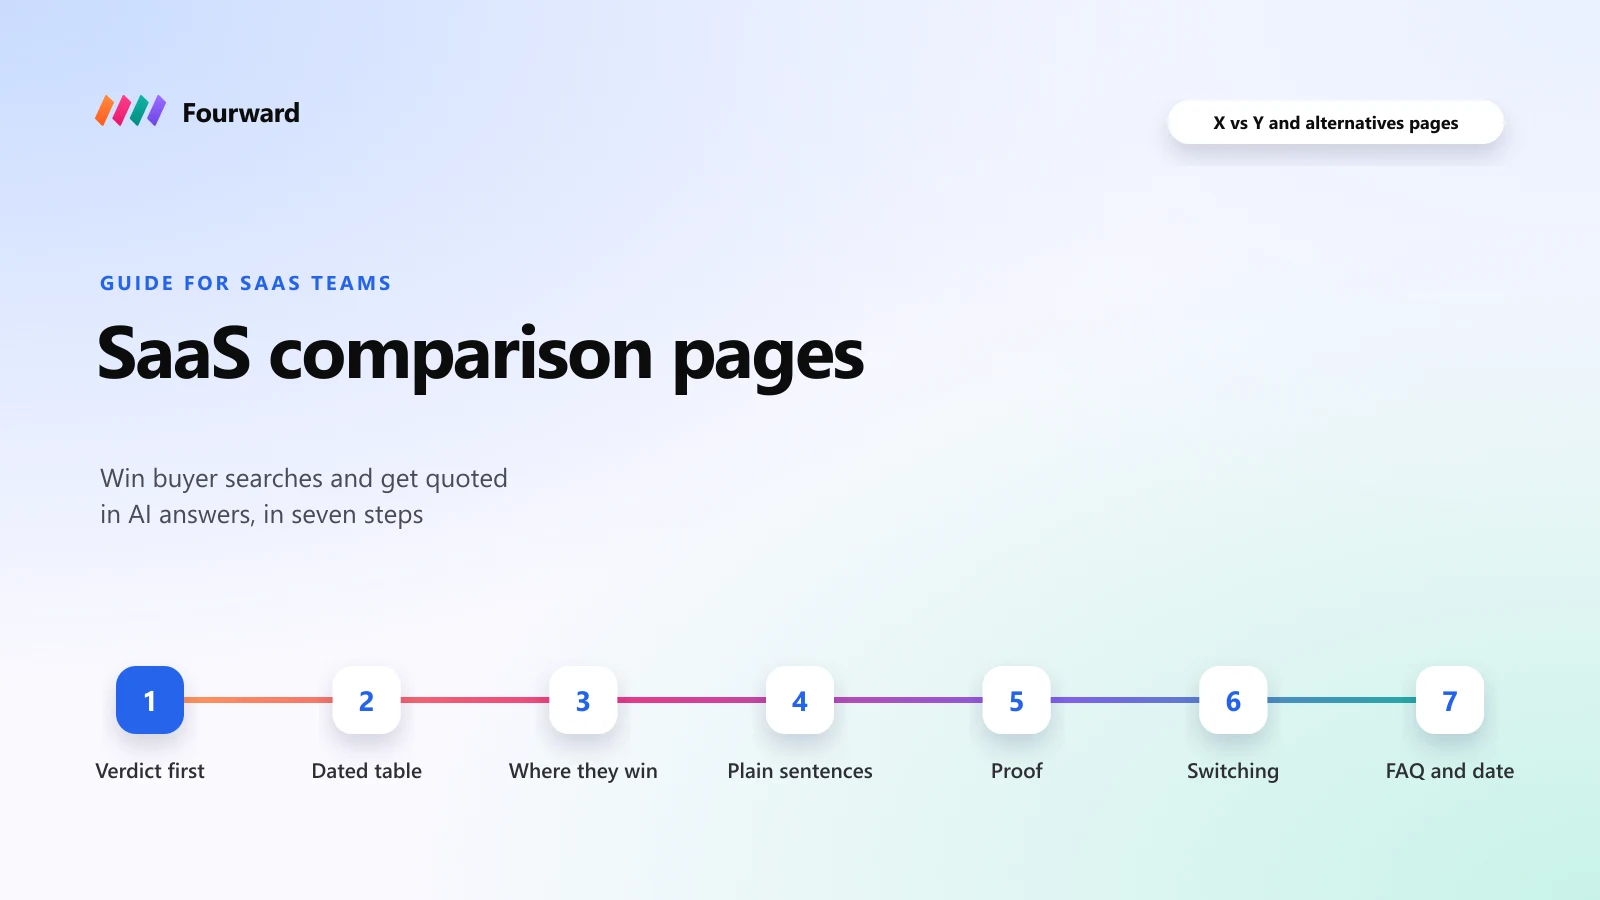 Fourward
X vs Y and alternatives pages
GUIDE FOR SAAS TEAMS
SaaS comparison pages
Win buyer searches and get quoted
in AI answers, in seven steps
1
2
3
4
5
6
7
Verdict first
Dated table
Where they win
Plain sentences
Proof
Switching
FAQ and date